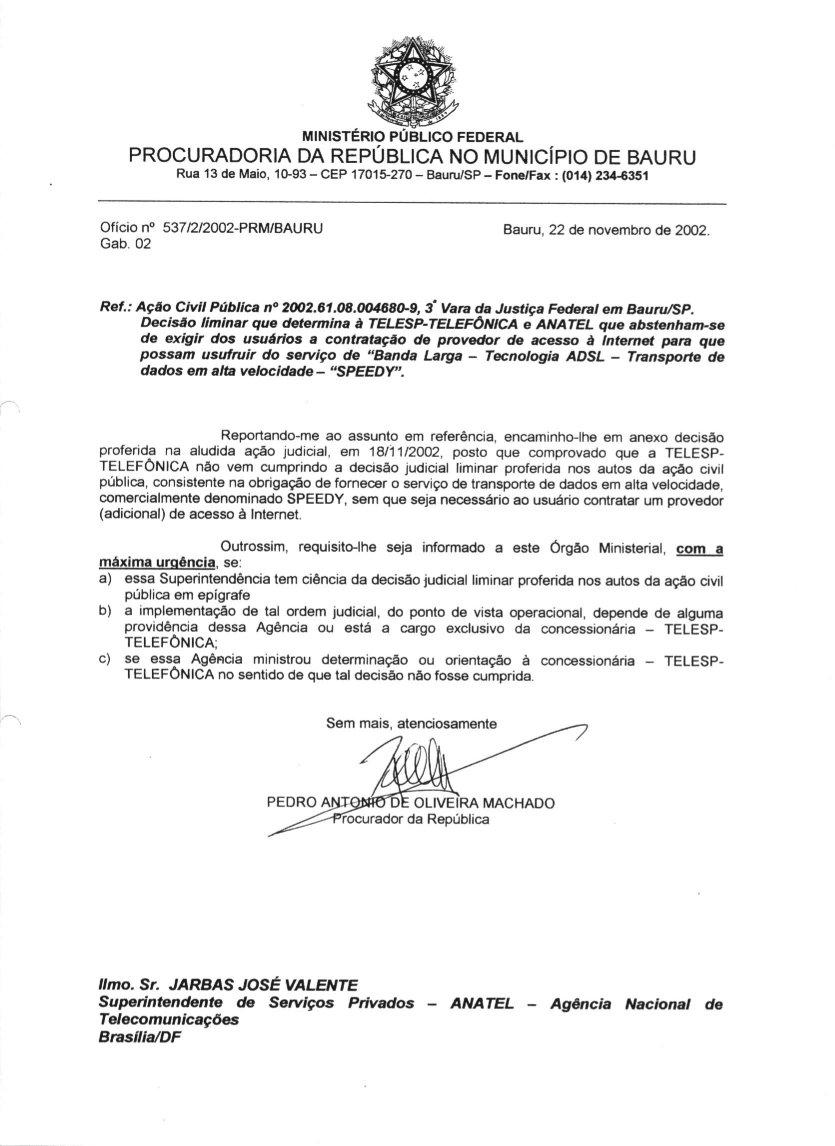 MINISTÉRIO PÚBLICO FEDERAL
PROCURADORIA DA REPÚBLICA NO MUNICÍPIO DE BAURU
Rua 13 de Maio, 10-93 – CEP 17015-270 – Bauru/SP – Fone/Fax : (014) 234-6351
Ofício nº 537/2/2002-PRM/BAURU Bauru, 22 de novembro de 2002.
Gab. 02
Ref.: Ação Civil Pública nº 2002.61.08.004680-9, 3ª Vara da Justiça Federal em Bauru/SP.
Decisão liminar que determina à TELESP-TELEFÔNICA e ANATEL que abstenham-se
de exigir dos usuários a contratação de provedor de acesso à Internet para que
possam usufruir do serviço de “Banda Larga – Tecnologia ADSL – Transporte de
dados em alta velocidade – “SPEEDY”.
Reportando-me ao assunto em referência, encaminho-lhe em anexo decisão
proferida na aludida ação judicial, em 18/11/2002, posto que comprovado que a TELESP-
TELEFÔNICA não vem cumprindo a decisão judicial liminar proferida nos autos da ação civil
pública, consistente na obrigação de fornecer o serviço de transporte de dados em alta velocidade,
comercialmente denominado SPEEDY, sem que seja necessário ao usuário contratar um provedor
(adicional) de acesso à Internet.
Outrossim, requisito-lhe seja informado a este Órgão Ministerial, com a
máxima urgência, se:
a) essa Superintendência tem ciência da decisão judicial liminar proferida nos autos da ação civil
pública em epígrafe
b) a implementação de tal ordem judicial, do ponto de vista operacional, depende de alguma
providência dessa Agência ou está a cargo exclusivo da concessionária – TELESP-
TELEFÔNICA;
c) se essa Agência ministrou determinação ou orientação à concessionária – TELESP-
TELEFÔNICA no sentido de que tal decisão não fosse cumprida.
Sem mais, atenciosamente
PEDRO ANTONIO DE OLIVEIRA MACHADO
Procurador da República
Ilmo. Sr. JARBAS JOSÉ VALENTE
Superintendente de Serviços Privados – ANATEL – Agência Nacional de
Telecomunicações
Brasília/DF